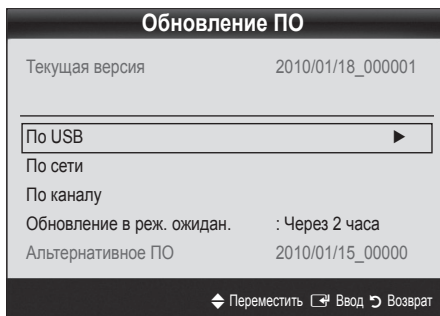 Обновление ПО
Текущая версия 2010/01/18_000001
По USB ▶
По сети
По каналу
Обновление в реж. ожидан. : Через 2 часа
Альтернативное ПО 2010/01/15_00000
Переместить Ввод Возврат